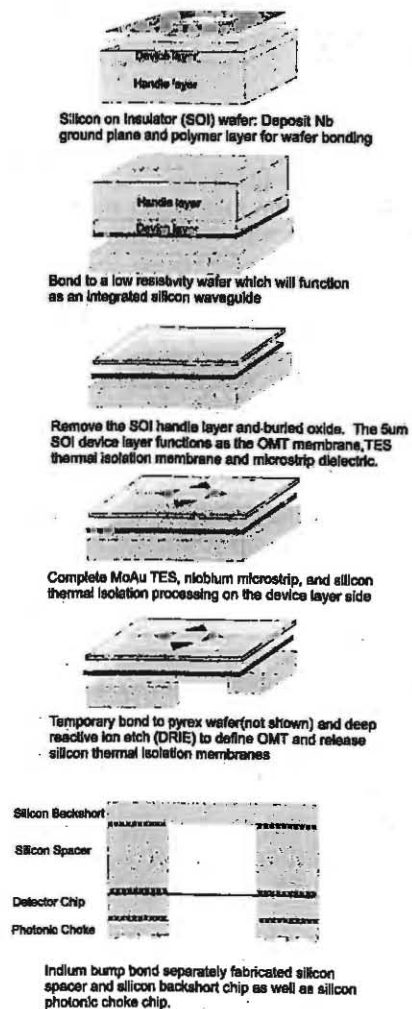 Device layer
Handle layer
Silicon on Insulator (SOI) wafer: Deposit Nb
ground plane and polymer layer for wafer bonding
Handle layer
Device layer
Bond to a low resistivity wafer which will function
as an integrated silicon waveguide
Remove the SOI handle layer and buried oxide. The 5um
SOI device layer functions as the OMT membrane,TES
thermal isolation membrane and microstrip dielectric.
Complete MoAu TES, niobium microstrip, and silicon
thermal isolation processing on the device layer side
Temporary bond to pyrex wafer(not shown) and deep
reactive ion etch (DRIE) to define OMT and release
silicon thermal isolation membranes
Silicon Backshort
Silicon Spacer
Detector Chip
Photonic Choke
Indium bump bond separately fabricated silicon
spacer and silicon backshort chip as well as silicon
photonic choke chip.